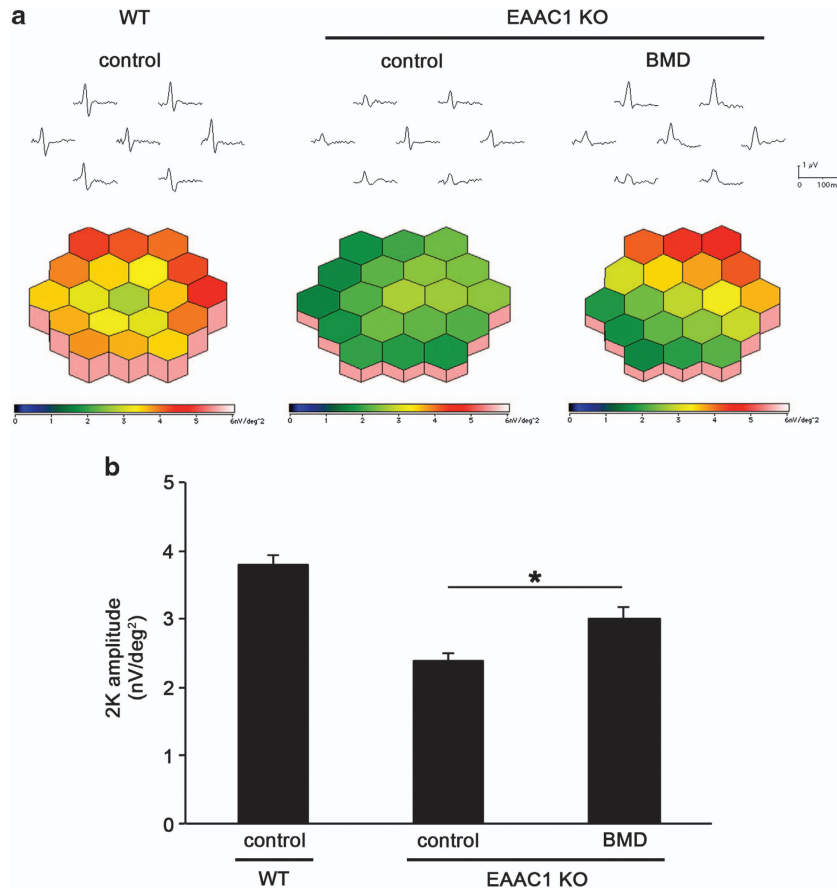 a
WT
EAAC1 KO
control
control
BMD
1 μV
0 100m
0 1 2 3 4 5 6nV/deg^2
0 1 2 3 4 5 6nV/deg^2
0 1 2 3 4 5 6nV/deg^2
b
5
4
3
2
1
0
2K amplitude
(nV/deg²)
*
control
control
BMD
WT
EAAC1 KO